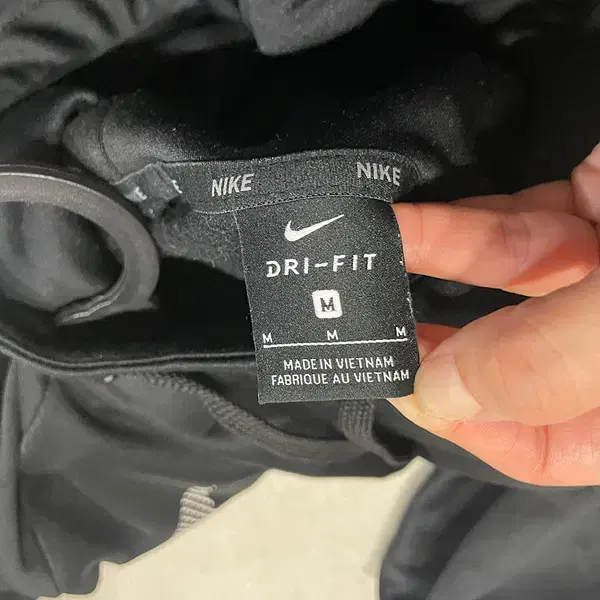 NIKE NIKE
DRI-FIT
M
M M M
MADE IN VIETNAM
FABRIQUE AU VIETNAM